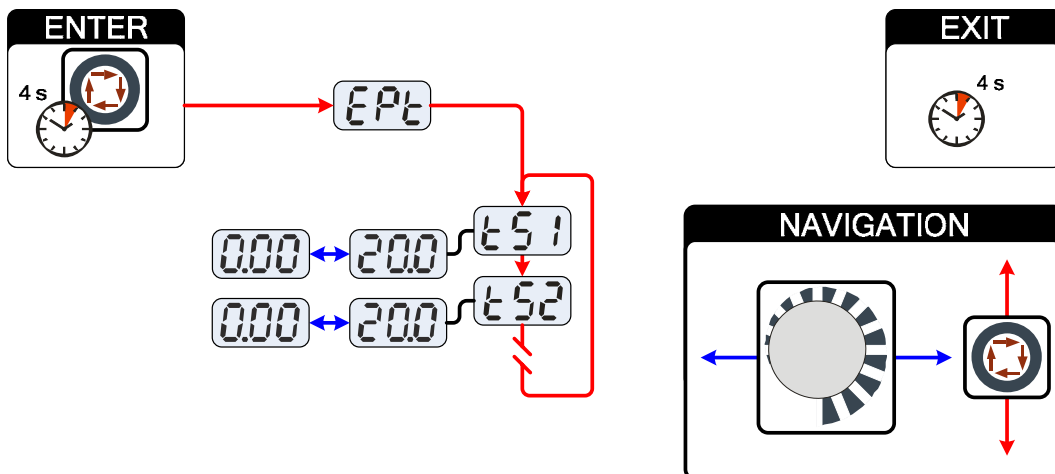 ENTER
4 s
EXIT
4 s
EPt
tS1
0.00
20.0
tS2
0.00
20.0
NAVIGATION